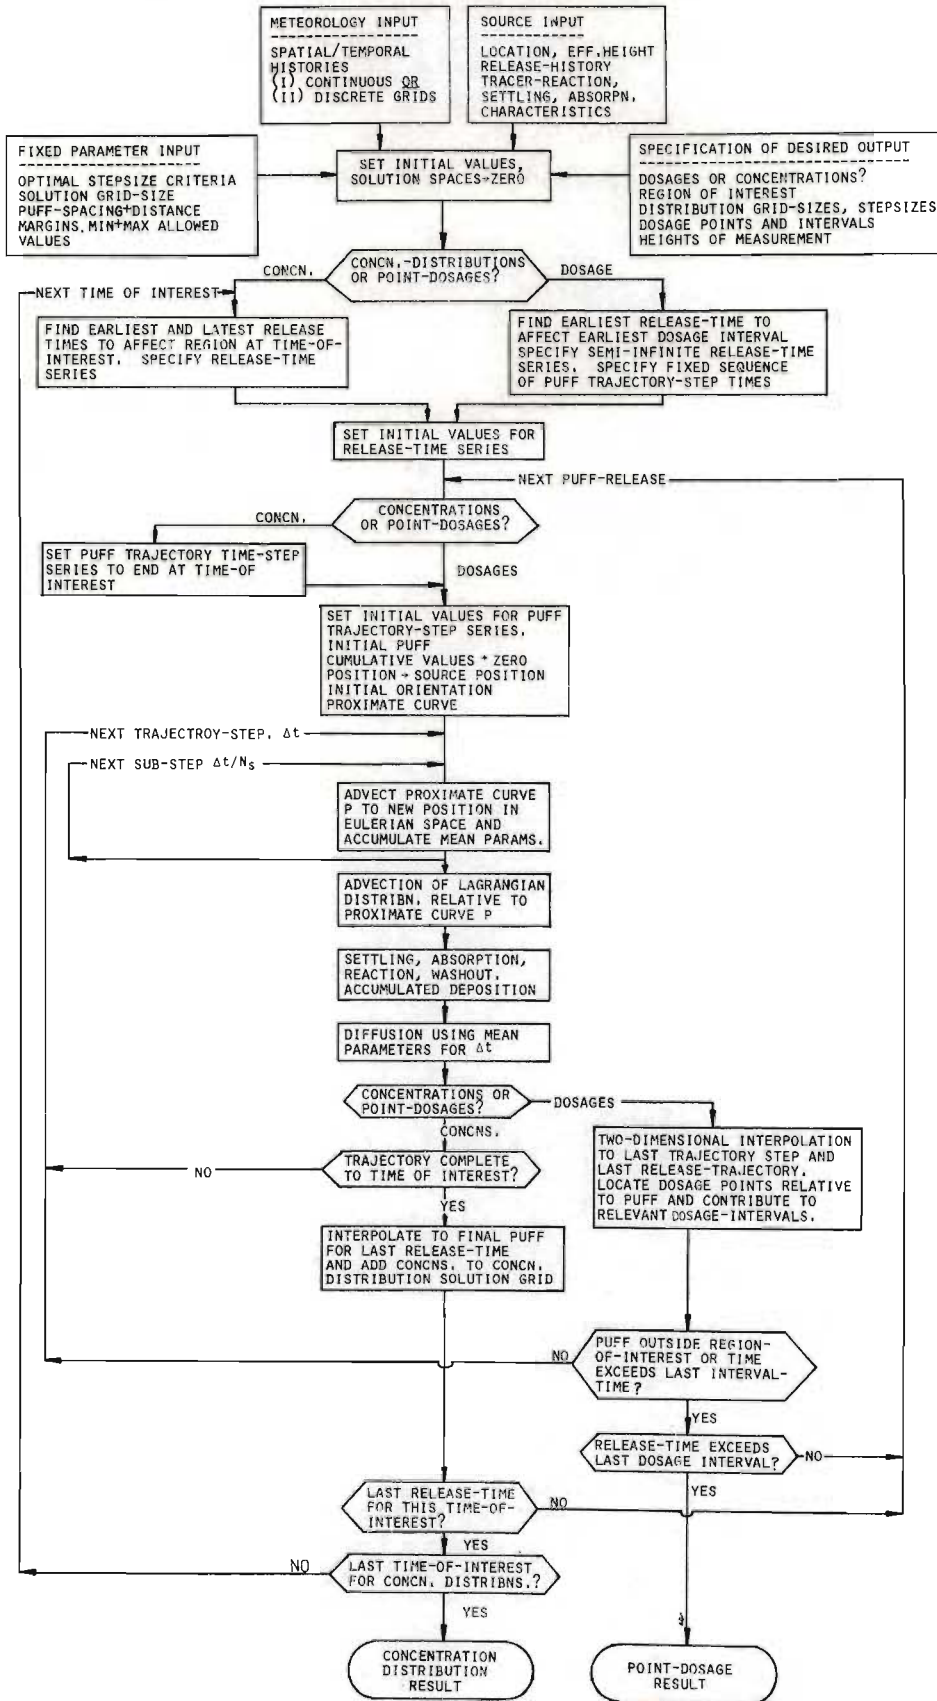 METEOROLOGY INPUT
SPATIAL/TEMPORAL
HISTORIES
(I) CONTINUOUS OR
(II) DISCRETE GRIDS
SOURCE INPUT
LOCATION, EFF.HEIGHT
RELEASE-HISTORY
TRACER-REACTION,
SETTLING, ABSORPN.
CHARACTERISTICS
FIXED PARAMETER INPUT
OPTIMAL STEPSIZE CRITERIA
SOLUTION GRID-SIZE
PUFF-SPACING+DISTANCE
MARGINS, MIN+MAX ALLOWED
VALUES
SET INITIAL VALUES,
SOLUTION SPACES→ZERO
SPECIFICATION OF DESIRED OUTPUT
DOSAGES OR CONCENTRATIONS?
REGION OF INTEREST
DISTRIBUTION GRID-SIZES, STEPSIZES
DOSAGE POINTS AND INTERVALS
HEIGHTS OF MEASUREMENT
CONCN.
CONCN.-DISTRIBUTIONS
OR POINT-DOSAGES?
DOSAGE
NEXT TIME OF INTEREST
FIND EARLIEST AND LATEST RELEASE
TIMES TO AFFECT REGION AT TIME-OF-
INTEREST. SPECIFY RELEASE-TIME
SERIES
FIND EARLIEST RELEASE-TIME TO
AFFECT EARLIEST DOSAGE INTERVAL
SPECIFY SEMI-INFINITE RELEASE-TIME
SERIES. SPECIFY FIXED SEQUENCE
OF PUFF TRAJECTORY-STEP TIMES
SET INITIAL VALUES FOR
RELEASE-TIME SERIES
NEXT PUFF-RELEASE
CONCN.
CONCENTRATIONS
OR POINT-DOSAGES?
SET PUFF TRAJECTORY TIME-STEP
SERIES TO END AT TIME-OF
INTEREST
DOSAGES
SET INITIAL VALUES FOR PUFF
TRAJECTORY-STEP SERIES.
INITIAL PUFF
CUMULATIVE VALUES → ZERO
POSITION → SOURCE POSITION
INITIAL ORIENTATION
PROXIMATE CURVE
NEXT TRAJECTROY-STEP, Δt
NEXT SUB-STEP Δt/Ns
ADVECT PROXIMATE CURVE
P TO NEW POSITION IN
EULERIAN SPACE AND
ACCUMULATE MEAN PARAMS.
ADVECTION OF LAGRANGIAN
DISTRIBN. RELATIVE TO
PROXIMATE CURVE P
SETTLING, ABSORPTION,
REACTION, WASHOUT.
ACCUMULATED DEPOSITION
DIFFUSION USING MEAN
PARAMETERS FOR Δt
CONCENTRATIONS OR
POINT-DOSAGES?
DOSAGES
CONCNS.
TWO-DIMENSIONAL INTERPOLATION
TO LAST TRAJECTORY STEP AND
LAST RELEASE-TRAJECTORY.
LOCATE DOSAGE POINTS RELATIVE
TO PUFF AND CONTRIBUTE TO
RELEVANT DOSAGE-INTERVALS.
NO
TRAJECTORY COMPLETE
TO TIME OF INTEREST?
YES
INTERPOLATE TO FINAL PUFF
FOR LAST RELEASE-TIME
AND ADD CONCNS. TO CONCN.
DISTRIBUTION SOLUTION GRID
NO
PUFF OUTSIDE REGION-
OF-INTEREST OR TIME
EXCEEDS LAST INTERVAL-
TIME?
YES
RELEASE-TIME EXCEEDS
LAST DOSAGE INTERVAL?
NO
YES
LAST RELEASE-TIME
FOR THIS TIME-OF-
INTEREST?
NO
YES
NO
LAST TIME-OF-INTEREST
FOR CONCN. DISTRIBNS.?
YES
CONCENTRATION
DISTRIBUTION
RESULT
POINT-DOSAGE
RESULT